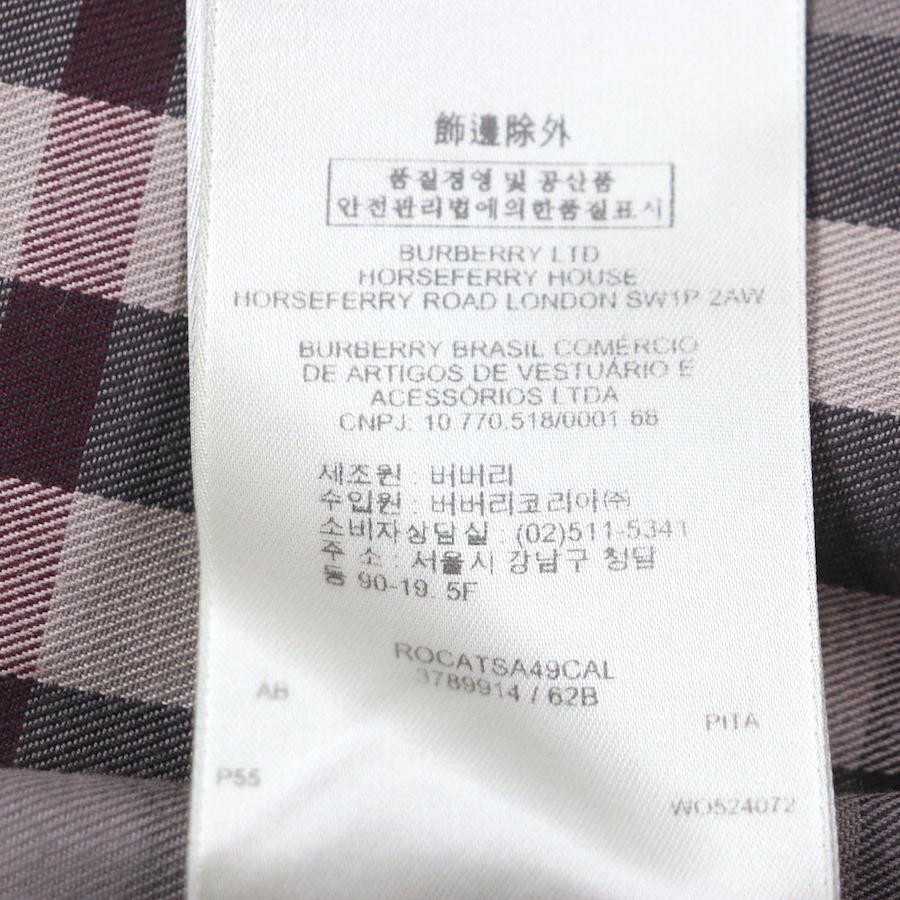 飾邊除外
품질경영 및 공산품
안전관리법에의한품질표시
BURBERRY LTD
HORSEFERRY HOUSE
HORSEFERRY ROAD LONDON SW1P 2AW
BURBERRY BRASIL COMÉRCIO
DE ARTIGOS DE VESTUÁRIO E
ACESSÓRIOS LTDA
CNPJ: 10 770.518/0001 68
제조원 : 버버리
수입원 : 버버리코리아㈜
소비자상담실 : (02)511-5341
주 소 : 서울시 강남구 청담
동 90-19. 5F
ROCATSA49CAL
3789914 / 62B
AB
PITA
P55
WO524072